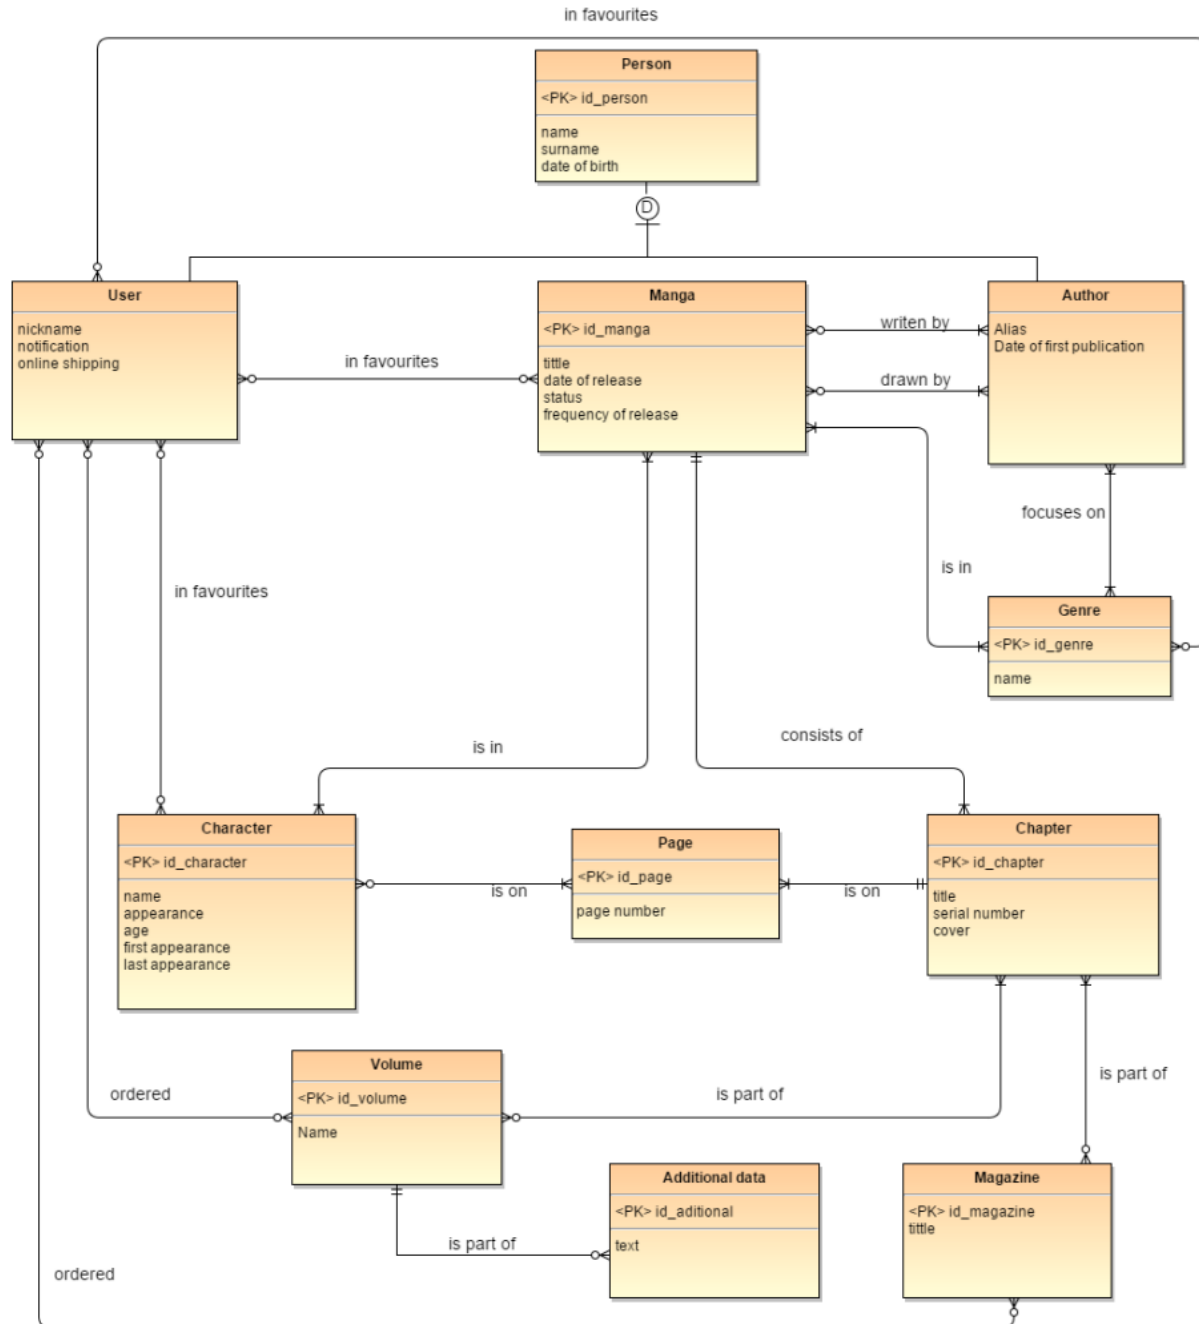 in favourites
Person
<PK> id_person
name
surname
date of birth
D
User
nickname
notification
online shipping
in favourites
Manga
<PK> id_manga
tittle
date of release
status
frequency of release
writen by
drawn by
Author
Alias
Date of first publication
focuses on
is in
Genre
<PK> id_genre
name
in favourites
is in
consists of
Character
<PK> id_character
name
appearance
age
first appearance
last appearance
is on
Page
<PK> id_page
page number
is on
Chapter
<PK> id_chapter
title
serial number
cover
ordered
Volume
<PK> id_volume
Name
is part of
is part of
Additional data
<PK> id_aditional
text
is part of
Magazine
<PK> id_magazine
tittle
ordered